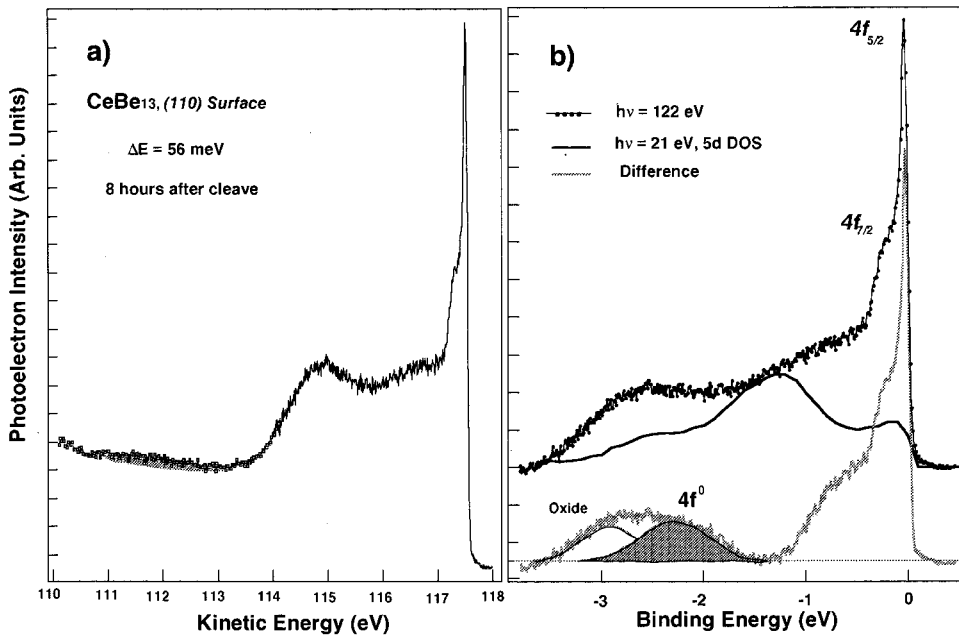 a)
CeBe13, (110) Surface
ΔE = 56 meV
8 hours after cleave
Photoelectron Intensity (Arb. Units)
110 111 112 113 114 115 116 117 118
Kinetic Energy (eV)
b)
4f5/2
hν = 122 eV
hν = 21 eV, 5d DOS
Difference
4f7/2
Oxide
4f0
-3 -2 -1 0
Binding Energy (eV)